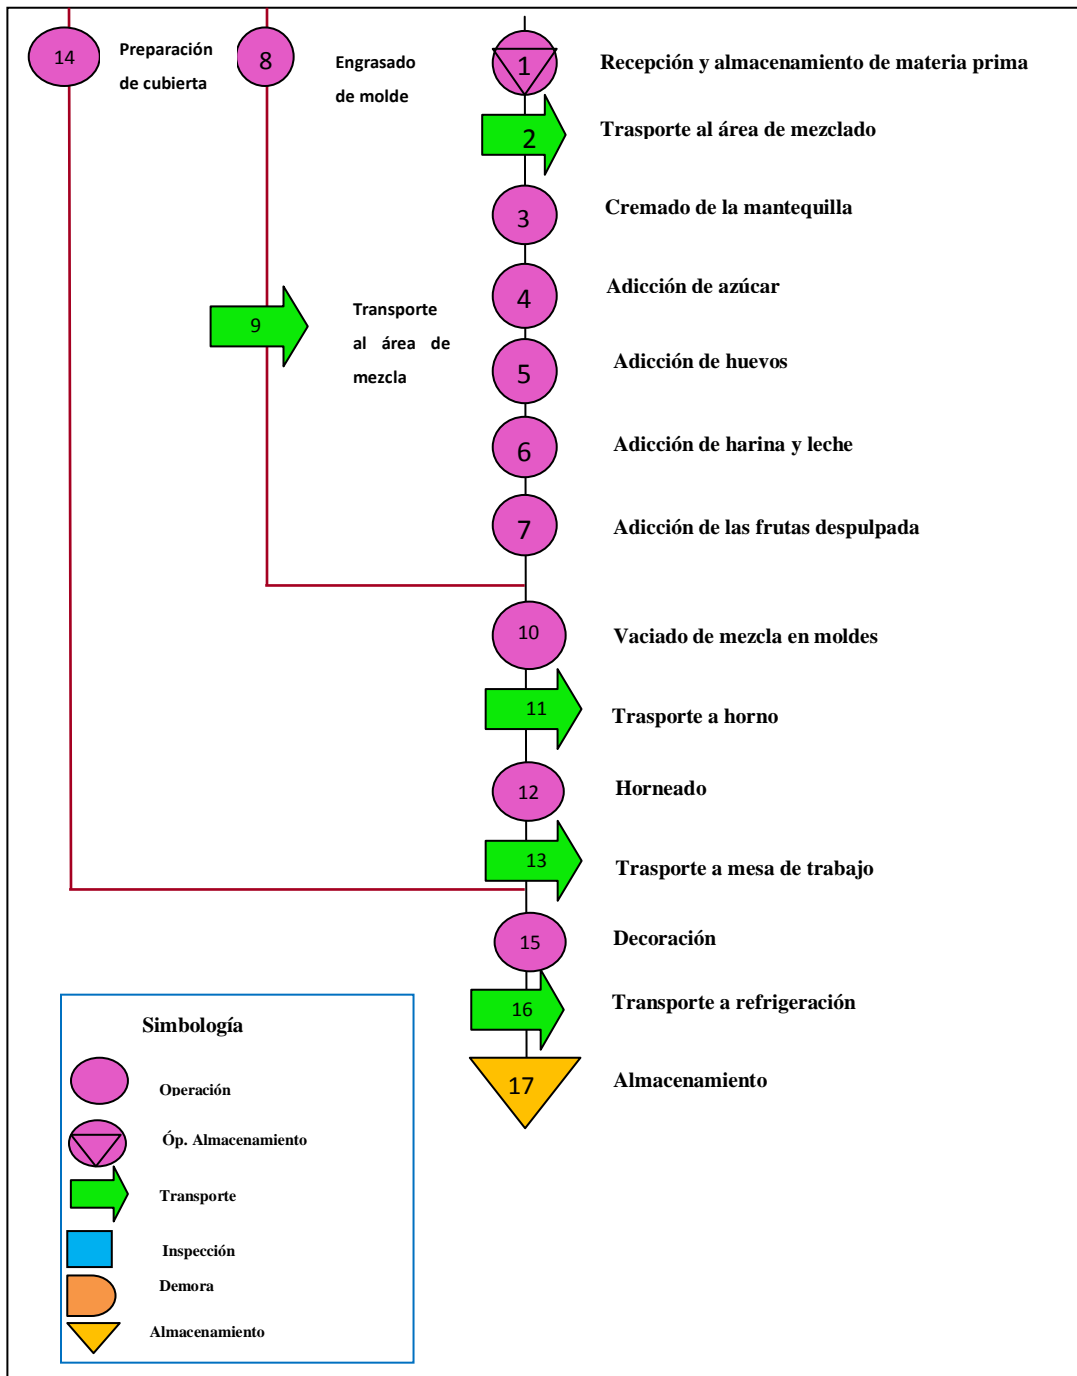 14
Preparación
de cubierta
8
Engrasado
de molde
1
Recepción y almacenamiento de materia prima
2
Trasporte al área de mezclado
3
Cremado de la mantequilla
4
Adicción de azúcar
9
Transporte
al área de
mezcla
5
Adicción de huevos
6
Adicción de harina y leche
7
Adicción de las frutas despulpada
10
Vaciado de mezcla en moldes
11
Trasporte a horno
12
Horneado
13
Trasporte a mesa de trabajo
15
Decoración
16
Transporte a refrigeración
17
Almacenamiento
Simbología
Operación
Óp. Almacenamiento
Transporte
Inspección
Demora
Almacenamiento